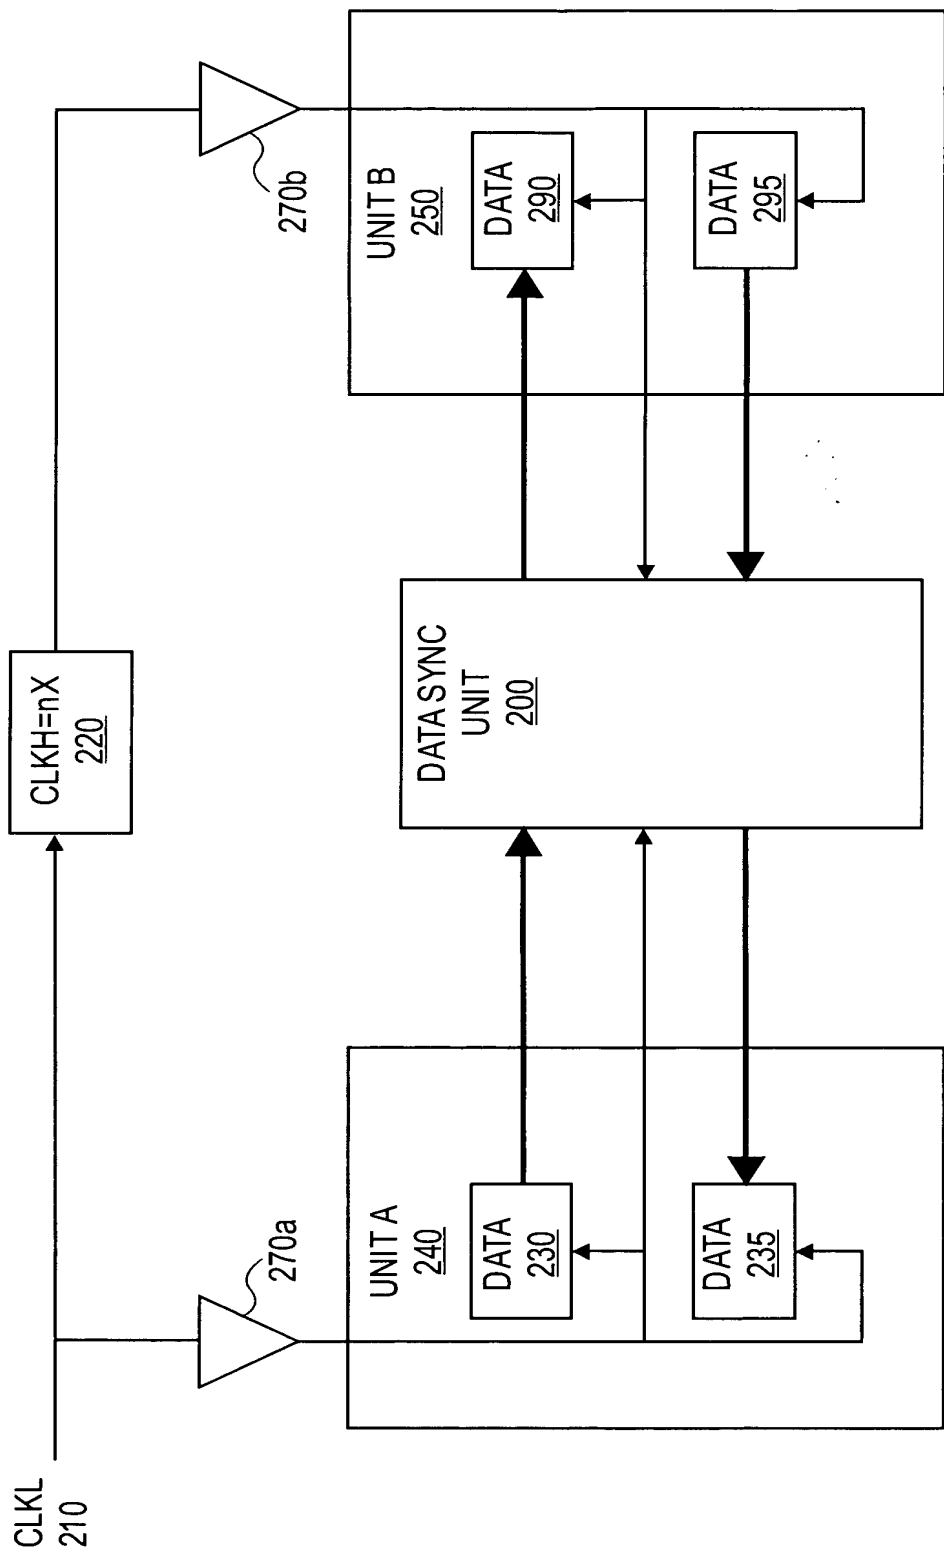 CLKL
210
CLKH=nX
220
270a
270b
UNIT A
240
DATA
230
DATA
235
DATA SYNC
UNIT
200
UNIT B
250
DATA
290
DATA
295